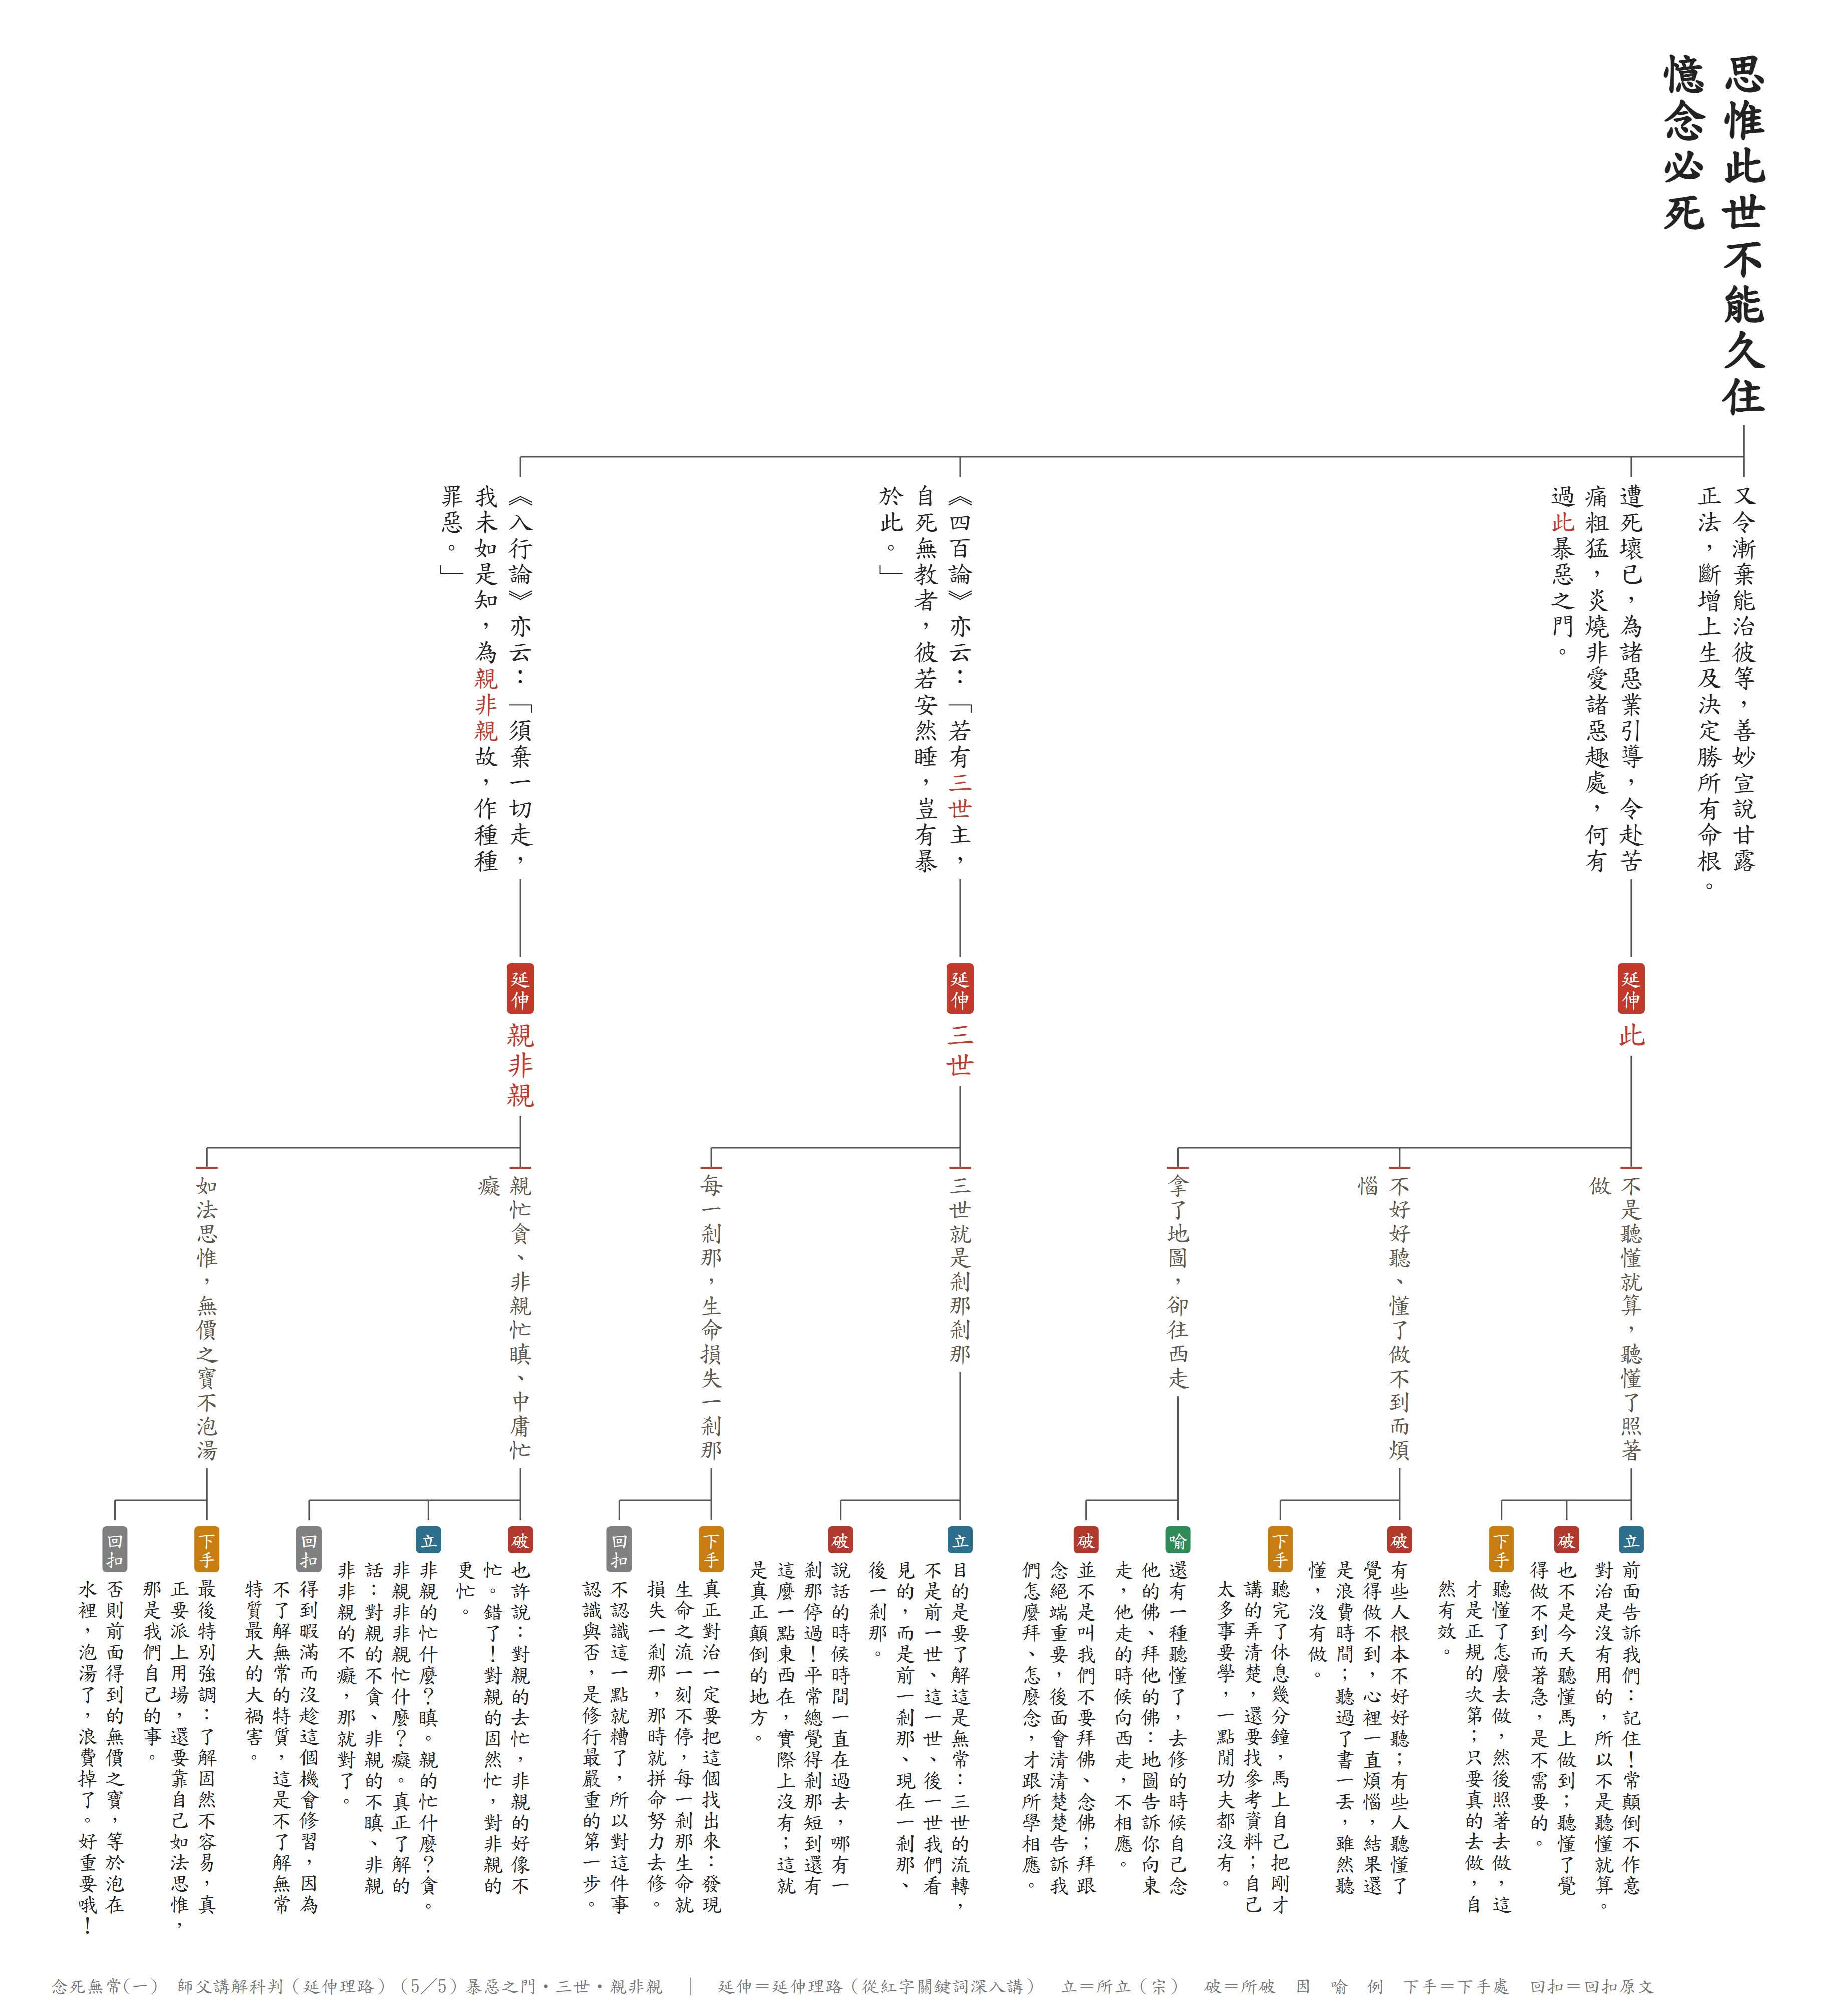 思惟此世不能久住
憶念必死
又令漸棄能治彼等，善妙宣說甘露
正法，斷增上生及決定勝所有命根。
遭死壞已，為諸惡業引導，令赴苦
痛粗猛，炎燒非愛諸惡趣處，何有
過此暴惡之門。
《四百論》亦云：「若有三世主，
自死無教者，彼若安然睡，豈有暴
於此。」
《入行論》亦云：「須棄一切走，
我未如是知，為親非親故，作種種
罪惡。」
延伸
此
延伸
三世
延伸
親非親
不是聽懂就算，聽懂了照著
做
不好好聽、懂了做不到而煩
惱
拿了地圖，卻往西走
三世就是剎那剎那
每一剎那，生命損失一剎那
親忙貪、非親忙瞋、中庸忙
癡
如法思惟，無價之寶不泡湯
立
前面告訴我們：記住！常顛倒不作意
對治是沒有用的，所以不是聽懂就算。
破
也不是今天聽懂馬上做到；聽懂了覺
得做不到而著急，是不需要的。
下手
聽懂了怎麼去做，然後照著去做，這
才是正規的次第；只要真的去做，自
然有效。
破
有些人根本不好好聽；有些人聽懂了
覺得做不到，心裡一直煩惱，結果還
是浪費時間；聽過了書一丟，雖然聽
懂，沒有做。
下手
聽完了休息幾分鐘，馬上自己把剛才
講的弄清楚，還要找參考資料；自己
太多事要學，一點閒功夫都沒有。
喻
還有一種聽懂了，去修的時候自己念
他的佛、拜他的佛：地圖告訴你向東
走，他走的時候向西走，不相應。
破
並不是叫我們不要拜佛、念佛；拜跟
念絕端重要，後面會清清楚楚告訴我
們怎麼拜、怎麼念，才跟所學相應。
立
目的是要了解這是無常：三世的流轉，
不是前一世、這一世、後一世我們看
見的，而是前一剎那、現在一剎那、
後一剎那。
破
說話的時候時間一直在過去，哪有一
剎那停過！平常總覺得剎那短到還有
這麼一點東西在，實際上沒有；這就
是真正顛倒的地方。
下手
真正對治一定要把這個找出來：發現
生命之流一刻不停，每一剎那生命就
損失一剎那，那時就拼命努力去修。
回扣
不認識這一點就糟了，所以對這件事
認識與否，是修行最嚴重的第一步。
破
也許說：對親的去忙，非親的好像不
忙。錯了！對親的固然忙，對非親的
更忙。
立
非親的忙什麼？瞋。親的忙什麼？貪。
非親非非親忙什麼？癡。真正了解的
話：對親的不貪、非親的不瞋、非親
非非親的不癡，那就對了。
回扣
得到暇滿而沒趁這個機會修習，因為
不了解無常的特質，這是不了解無常
特質最大的大禍害。
下手
最後特別強調：了解固然不容易，真
正要派上用場，還要靠自己如法思惟，
那是我們自己的事。
回扣
否則前面得到的無價之寶，等於泡在
水裡，泡湯了，浪費掉了。好重要哦！
念死無常(一)　師父講解科判（延伸理路）（5／5）暴惡之門・三世・親非親　｜　延伸＝延伸理路（從紅字關鍵詞深入講）　立＝所立（宗）　破＝所破　因　喻　例　下手＝下手處　回扣＝回扣原文